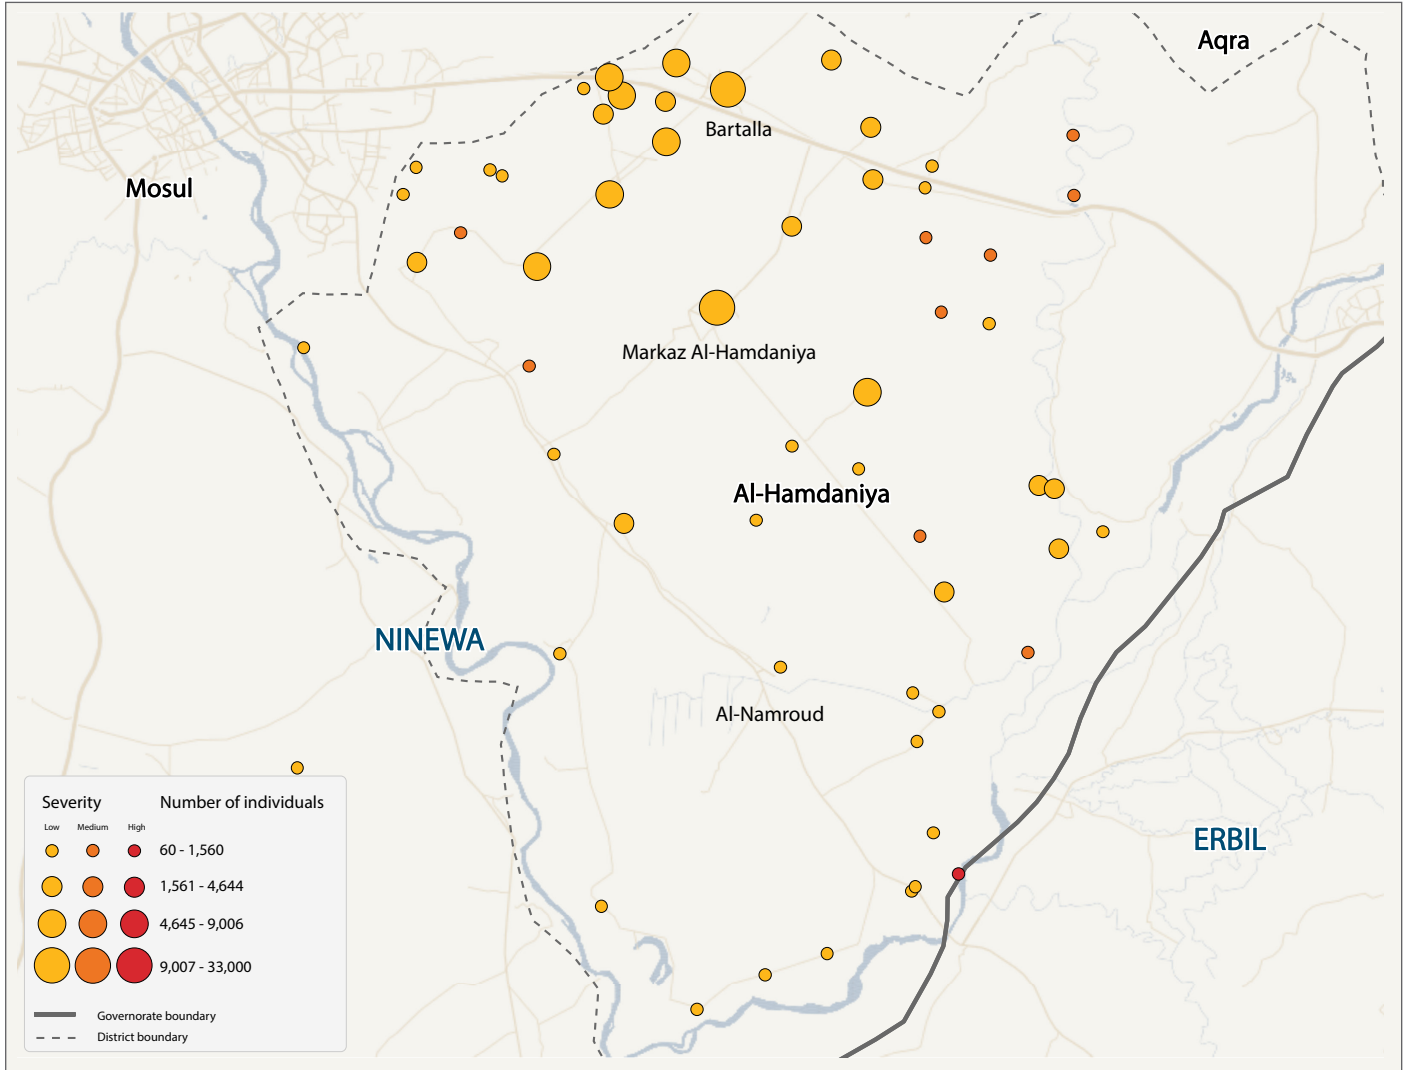 Aqra
Bartalla
Mosul
Markaz Al-Hamdaniya
Al-Hamdaniya
NINEWA
Al-Namroud
ERBIL
Severity Number of individuals
Low Medium High
60 - 1,560
1,561 - 4,644
4,645 - 9,006
9,007 - 33,000
Governorate boundary
District boundary